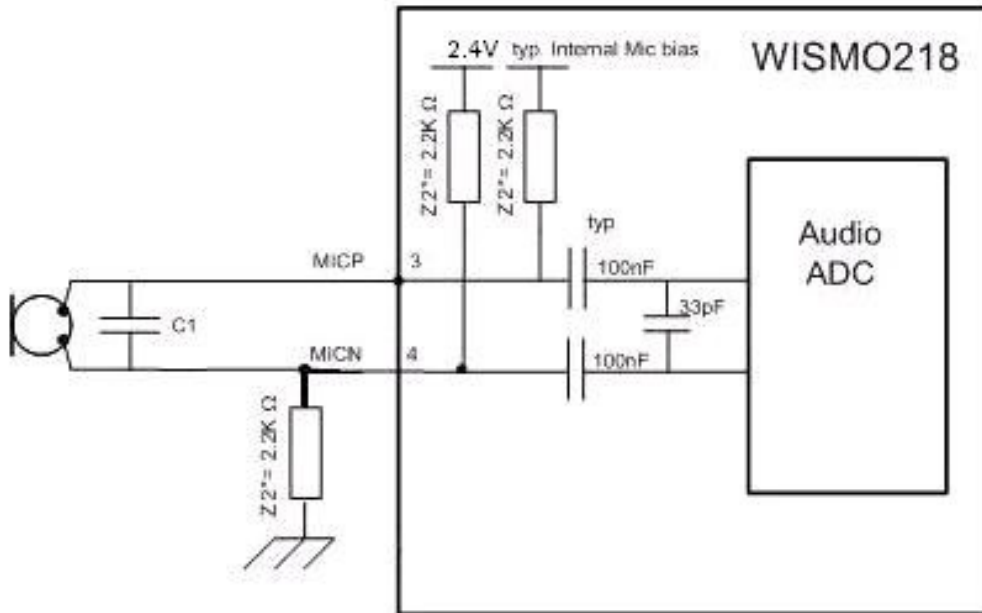 WISMO218
2.4V
typ. Internal Mic bias
Z2*= 2.2K Ω
Z2*= 2.2K Ω
typ
MICP
3
100nF
Audio
ADC
33pF
C1
MICN
4
100nF
Z2*= 2.2K Ω